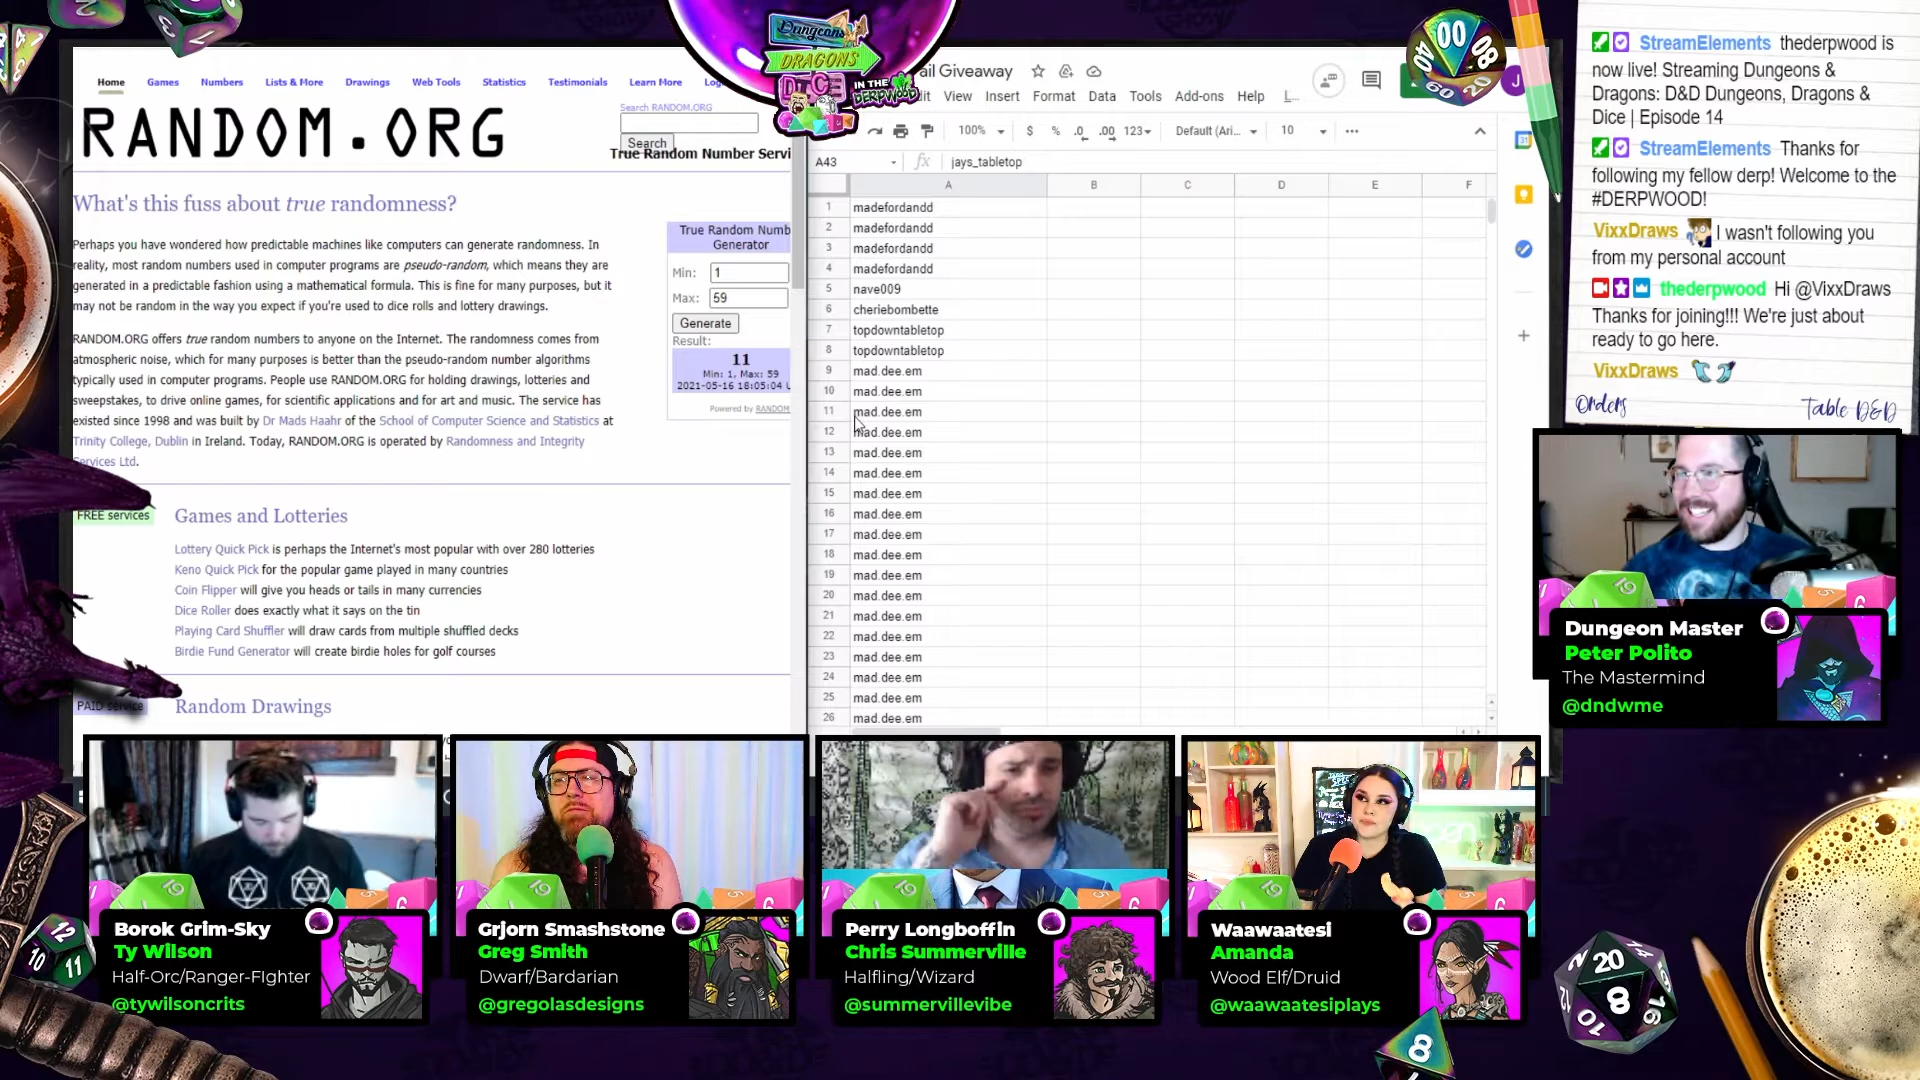 Home Games Numbers Lists & More Drawings Web Tools Statistics Testimonials Learn More
RANDOM.ORG
Search RANDOM.ORG
Search
True Random Number Servi
What's this fuss about true randomness?
Perhaps you have wondered how predictable machines like computers can generate randomness. In
reality, most random numbers used in computer programs are pseudo-random, which means they are
generated in a predictable fashion using a mathematical formula. This is fine for many purposes, but it
may not be random in the way you expect if you're used to dice rolls and lottery drawings.
RANDOM.ORG offers true random numbers to anyone on the Internet. The randomness comes from
atmospheric noise, which for many purposes is better than the pseudo-random number algorithms
typically used in computer programs. People use RANDOM.ORG for holding drawings, lotteries and
sweepstakes, to drive online games, for scientific applications and for art and music. The service has
existed since 1998 and was built by Dr Mads Haahr of the School of Computer Science and Statistics at
Trinity College, Dublin in Ireland. Today, RANDOM.ORG is operated by Randomness and Integrity
Services Ltd.
True Random Numb
Generator
Min: 1
Max: 59
Generate
Result:
11
Min: 1, Max: 59
2021-05-16 18:05:04 U
Powered by RANDOM
FREE services
Games and Lotteries
Lottery Quick Pick is perhaps the Internet's most popular with over 280 lotteries
Keno Quick Pick for the popular game played in many countries
Coin Flipper will give you heads or tails in many currencies
Dice Roller does exactly what it says on the tin
Playing Card Shuffler will draw cards from multiple shuffled decks
Birdie Fund Generator will create birdie holes for golf courses
PAID service
Random Drawings
Dungeons
DRAGONS
DICE
IN THE
DERPWOOD
ail Giveaway
dit View Insert Format Data Tools Add-ons Help L...
100% $ % .0 .00 123 Default (Ari... 10
A43 fx jays_tabletop
A B C D E F
1 madefordandd
2 madefordandd
3 madefordandd
4 madefordandd
5 nave009
6 cheriebombette
7 topdowntabletop
8 topdowntabletop
9 mad.dee.em
10 mad.dee.em
11 mad.dee.em
12 mad.dee.em
13 mad.dee.em
14 mad.dee.em
15 mad.dee.em
16 mad.dee.em
17 mad.dee.em
18 mad.dee.em
19 mad.dee.em
20 mad.dee.em
21 mad.dee.em
22 mad.dee.em
23 mad.dee.em
24 mad.dee.em
25 mad.dee.em
26 mad.dee.em
StreamElements thederpwood is
now live! Streaming Dungeons &
Dragons: D&D Dungeons, Dragons &
Dice | Episode 14
StreamElements Thanks for
following my fellow derp! Welcome to the
#DERPWOOD!
VixxDraws I wasn't following you
from my personal account
thederpwood Hi @VixxDraws
Thanks for joining!!! We're just about
ready to go here.
VixxDraws
Orders Table D&D
Dungeon Master
Peter Polito
The Mastermind
@dndwme
Borok Grim-Sky
Ty Wilson
Half-Orc/Ranger-FIghter
@tywilsoncrits
Grjorn Smashstone
Greg Smith
Dwarf/Bardarian
@gregolasdesigns
Perry Longboffin
Chris Summerville
Halfling/Wizard
@summervillevibe
Waawaatesi
Amanda
Wood Elf/Druid
@waawaatesiplays